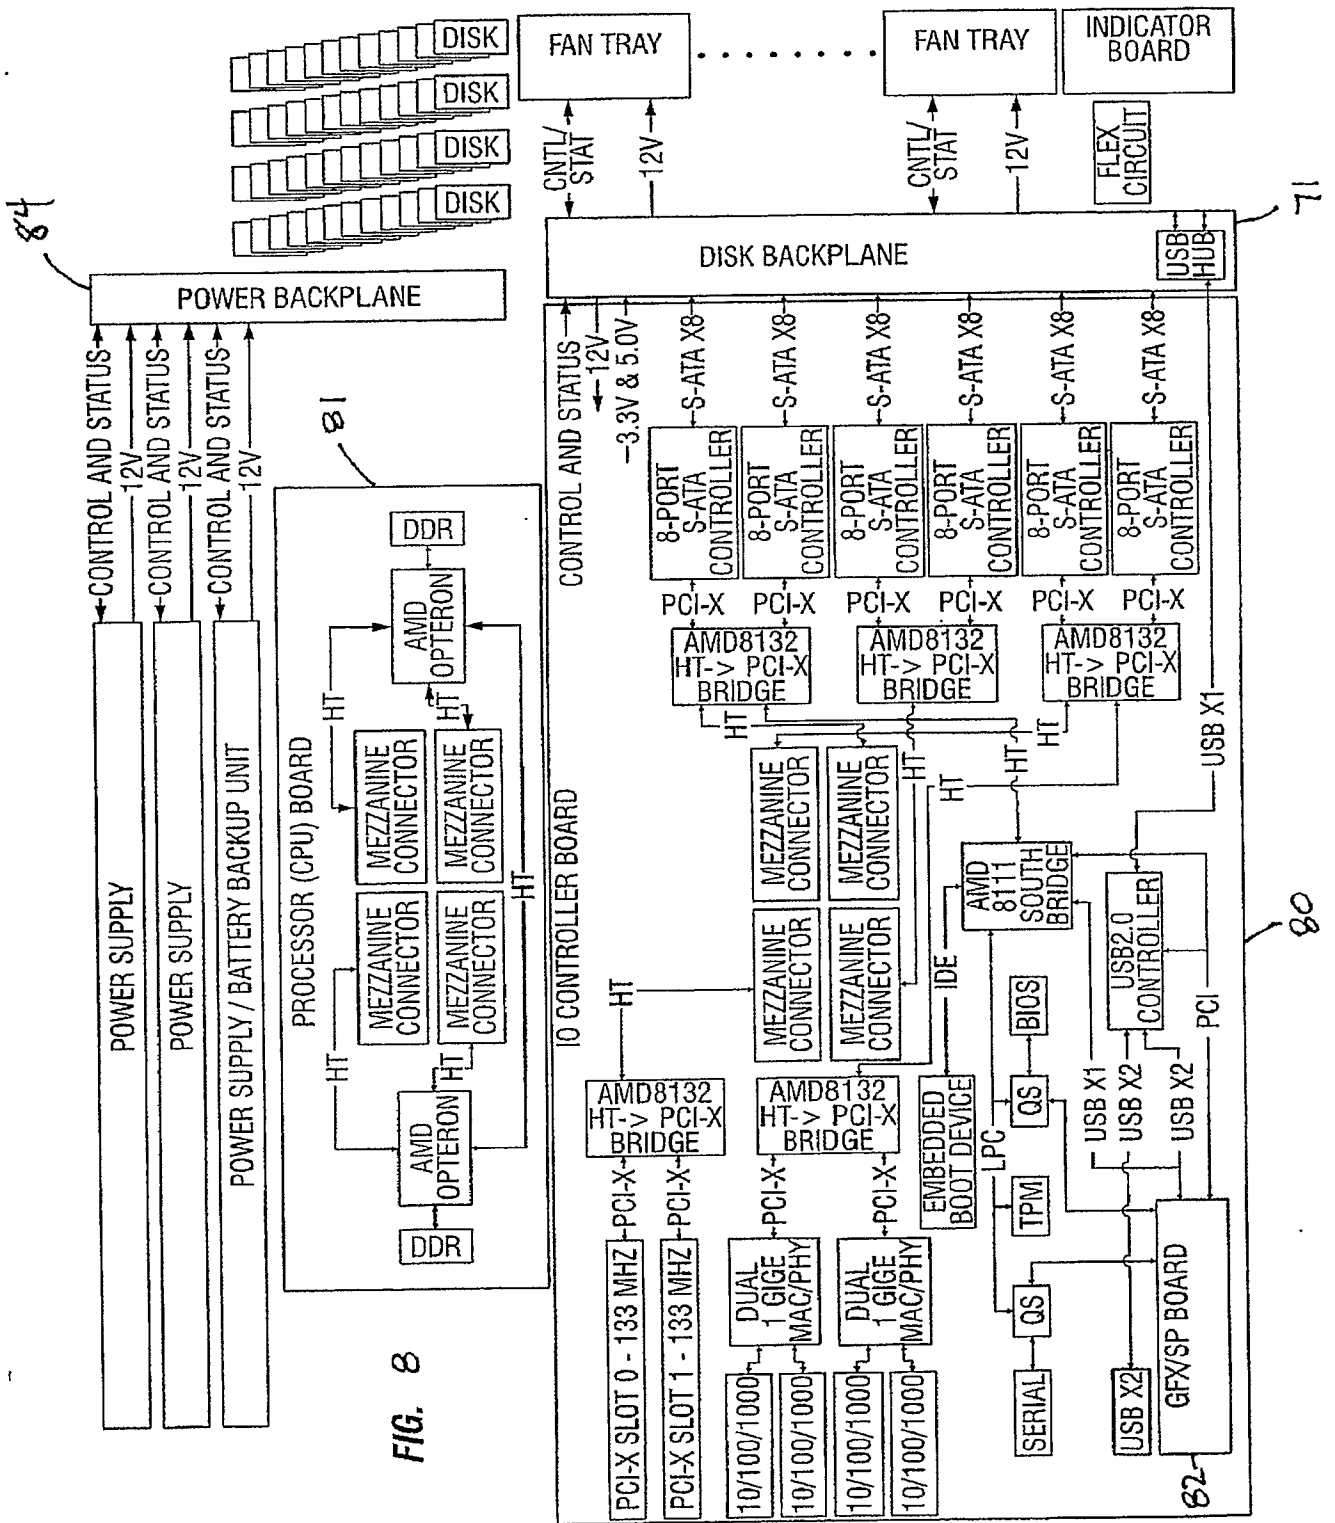 84
POWER SUPPLY
POWER SUPPLY
POWER SUPPLY / BATTERY BACKUP UNIT
CONTROL AND STATUS
12V
CONTROL AND STATUS
12V
CONTROL AND STATUS
12V
POWER BACKPLANE
DISK
DISK
DISK
DISK
PROCESSOR (CPU) BOARD
81
HT
HT
MEZZANINE
CONNECTOR
MEZZANINE
CONNECTOR
DDR
AMD
OPTERON
AMD
OPTERON
DDR
HT
HT
MEZZANINE
CONNECTOR
MEZZANINE
CONNECTOR
HT
FIG. 8
IO CONTROLLER BOARD
CONTROL AND STATUS
12V
3.3V & 5.0V
FAN TRAY
CNTL/
STAT
12V
FAN TRAY
CNTL/
STAT
12V
INDICATOR
BOARD
FLEX
CIRCUIT
DISK BACKPLANE
USB
HUB
71
PCI-X SLOT 0 - 133 MHZ
PCI-X
PCI-X SLOT 1 - 133 MHZ
PCI-X
AMD8132
HT-> PCI-X
BRIDGE
HT
10/100/1000
10/100/1000
DUAL
1 GIGE
MAC/PHY
PCI-X
10/100/1000
10/100/1000
DUAL
1 GIGE
MAC/PHY
PCI-X
AMD8132
HT-> PCI-X
BRIDGE
MEZZANINE
CONNECTOR
MEZZANINE
CONNECTOR
MEZZANINE
CONNECTOR
MEZZANINE
CONNECTOR
HT
HT
HT
HT
HT
AMD8132
HT-> PCI-X
BRIDGE
AMD8132
HT-> PCI-X
BRIDGE
AMD8132
HT-> PCI-X
BRIDGE
PCI-X
8-PORT
S-ATA
CONTROLLER
S-ATA X8
PCI-X
8-PORT
S-ATA
CONTROLLER
S-ATA X8
PCI-X
8-PORT
S-ATA
CONTROLLER
S-ATA X8
PCI-X
8-PORT
S-ATA
CONTROLLER
S-ATA X8
PCI-X
8-PORT
S-ATA
CONTROLLER
S-ATA X8
PCI-X
8-PORT
S-ATA
CONTROLLER
S-ATA X8
EMBEDDED
BOOT DEVICE
IDE
AMD
8111
SOUTH
BRIDGE
LPC
SERIAL
QS
TPM
QS
BIOS
USB X1
USB X2
USB X2
USB X2
USB2.0
CONTROLLER
USB X1
PCI
GFX/SP BOARD
82
80